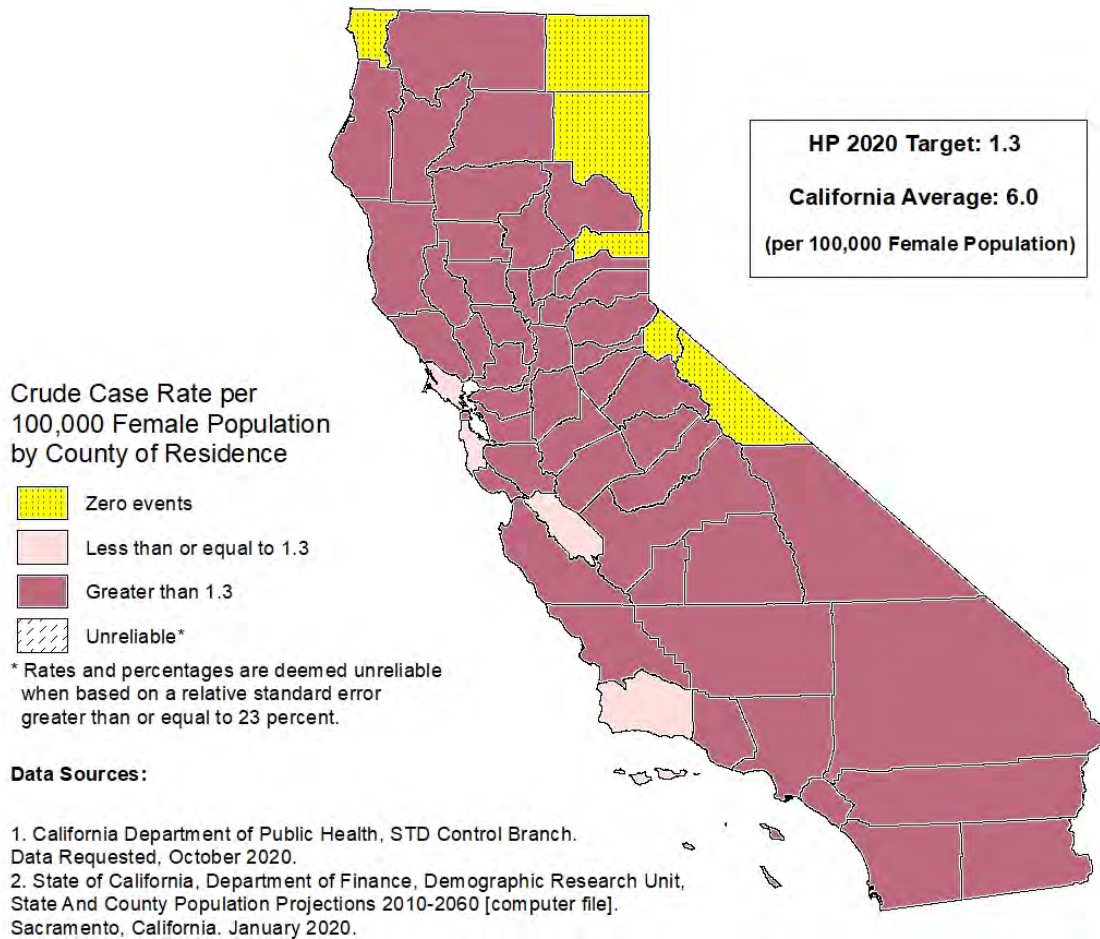 HP 2020 Target: 1.3
California Average: 6.0
(per 100,000 Female Population)
Crude Case Rate per
100,000 Female Population
by County of Residence
Zero events
Less than or equal to 1.3
Greater than 1.3
Unreliable*
* Rates and percentages are deemed unreliable
when based on a relative standard error
greater than or equal to 23 percent.
Data Sources:
1. California Department of Public Health, STD Control Branch.
Data Requested, October 2020.
2. State of California, Department of Finance, Demographic Research Unit,
State And County Population Projections 2010-2060 [computer file].
Sacramento, California. January 2020.